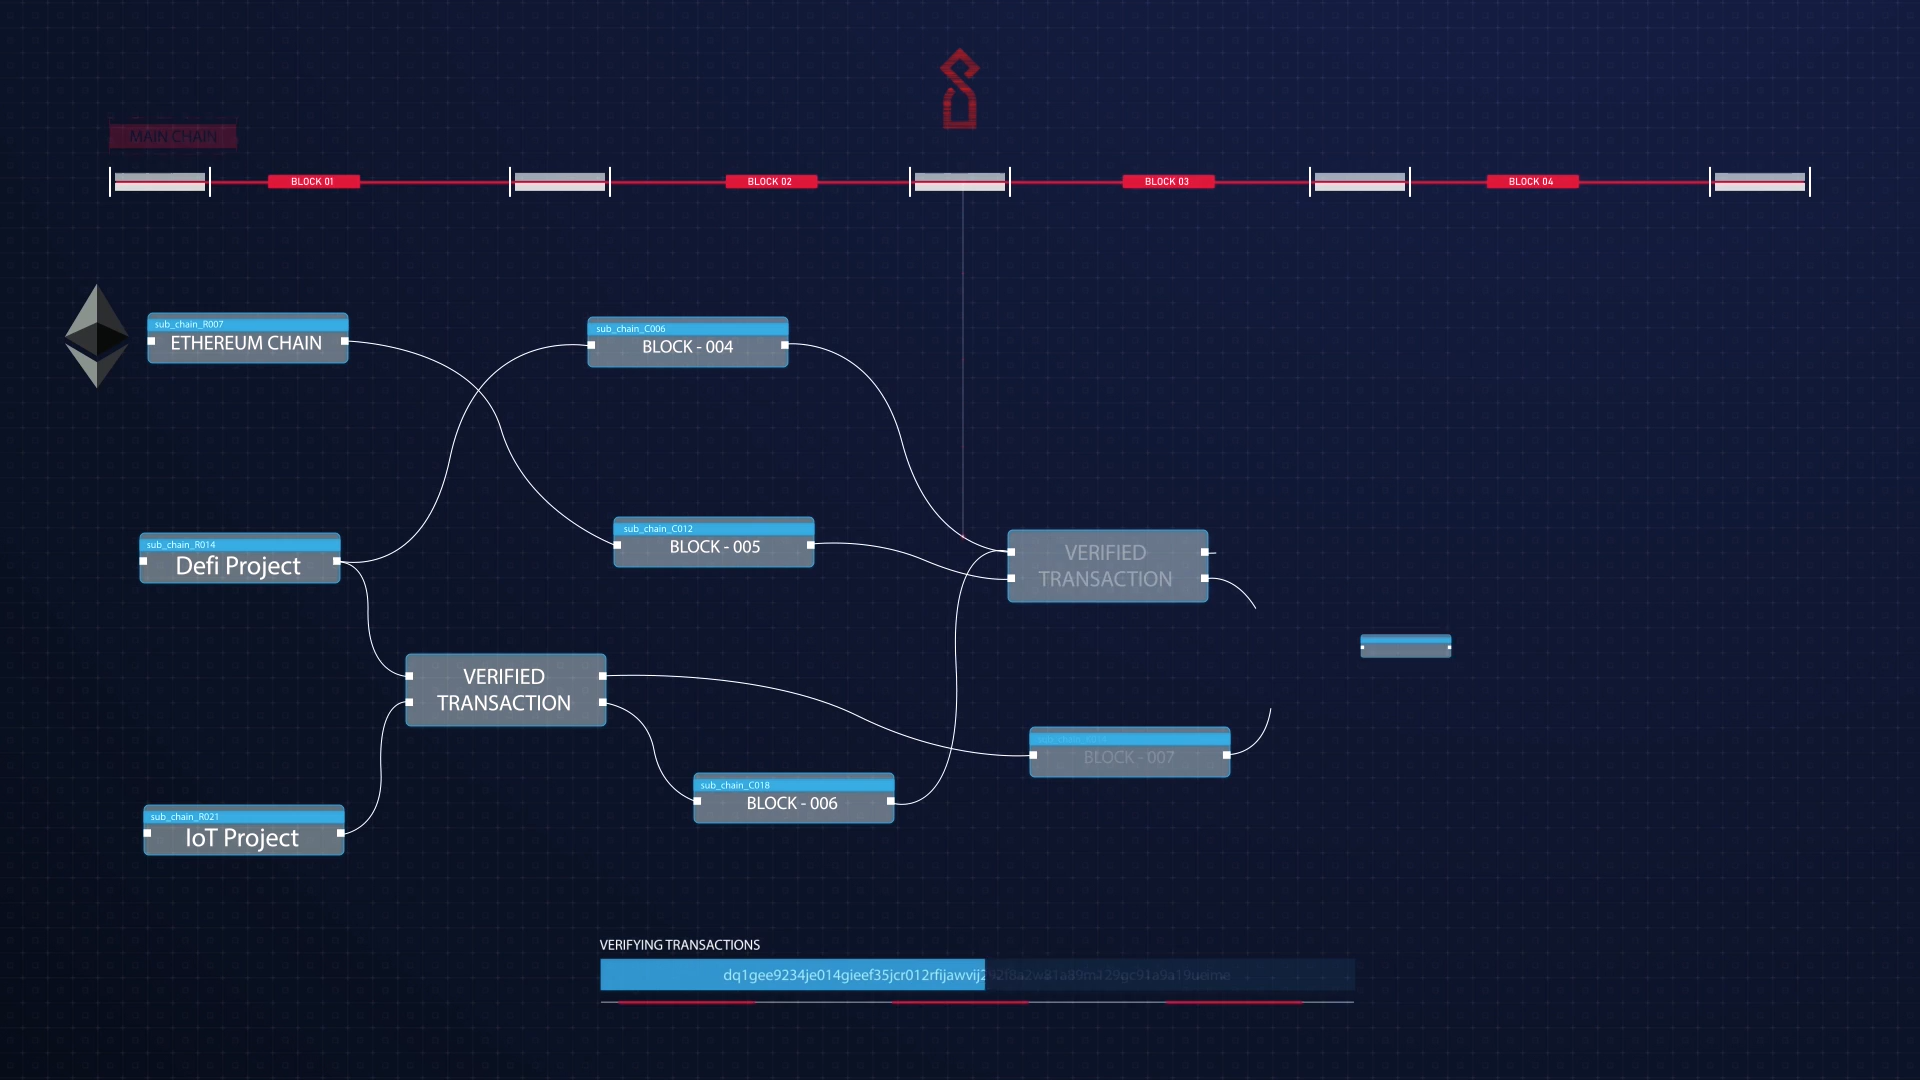 MAIN CHAIN
BLOCK 01
BLOCK 02
BLOCK 03
BLOCK 04
sub_chain_R007
ETHEREUM CHAIN
sub_chain_C006
BLOCK - 004
sub_chain_R014
Defi Project
sub_chain_C012
BLOCK - 005
VERIFIED
TRANSACTION
VERIFIED
TRANSACTION
BLOCK - 007
sub_chain_C018
BLOCK - 006
sub_chain_R021
IoT Project
VERIFYING TRANSACTIONS